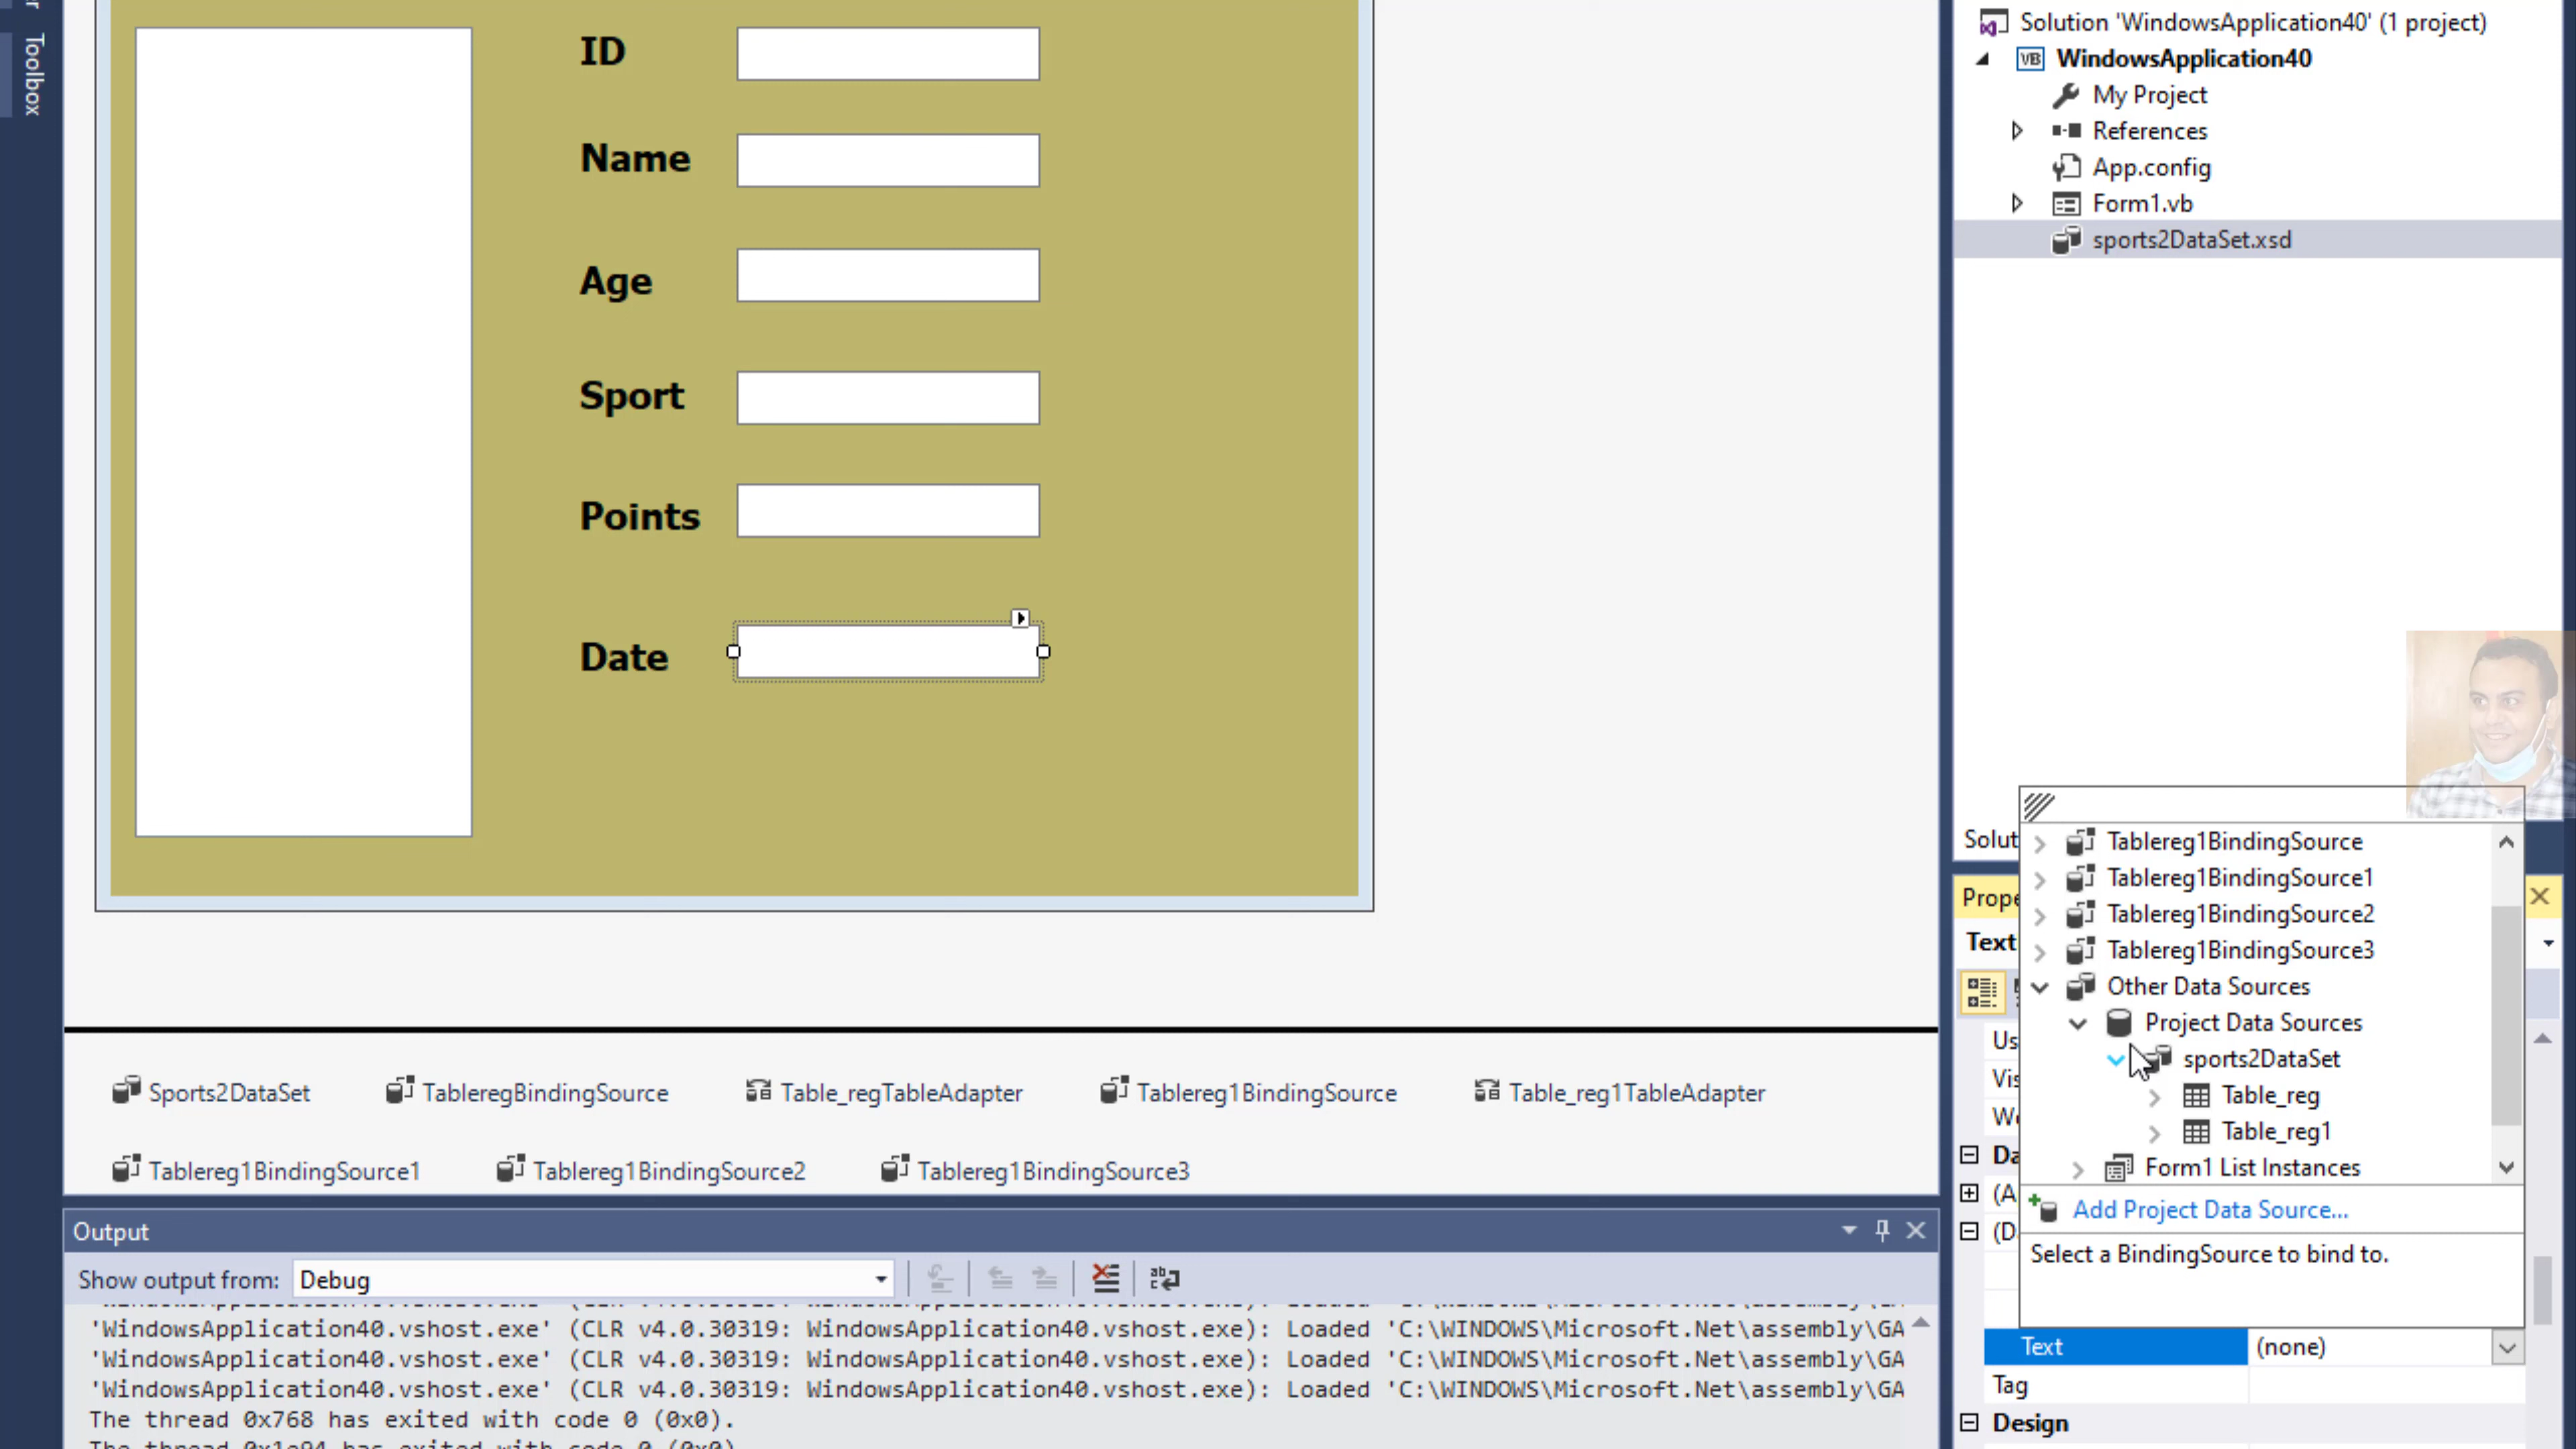 Toolbox
ID
Name
Age
Sport
Points
Date
Solution 'WindowsApplication40' (1 project)
VB WindowsApplication40
My Project
References
App.config
Form1.vb
sports2DataSet.xsd
Tablereg1BindingSource
Tablereg1BindingSource1
Tablereg1BindingSource2
Tablereg1BindingSource3
Other Data Sources
Project Data Sources
sports2DataSet
Table_reg
Table_reg1
Form1 List Instances
Add Project Data Source...
Select a BindingSource to bind to.
Text (none)
Tag
Design
Sports2DataSet TableregBindingSource Table_regTableAdapter Tablereg1BindingSource Table_reg1TableAdapter
Tablereg1BindingSource1 Tablereg1BindingSource2 Tablereg1BindingSource3
Output
Show output from: Debug
'WindowsApplication40.vshost.exe' (CLR v4.0.30319: WindowsApplication40.vshost.exe): Loaded 'C:\WINDOWS\Microsoft.Net\assembly\GA
'WindowsApplication40.vshost.exe' (CLR v4.0.30319: WindowsApplication40.vshost.exe): Loaded 'C:\WINDOWS\Microsoft.Net\assembly\GA
'WindowsApplication40.vshost.exe' (CLR v4.0.30319: WindowsApplication40.vshost.exe): Loaded 'C:\WINDOWS\Microsoft.Net\assembly\GA
The thread 0x768 has exited with code 0 (0x0).